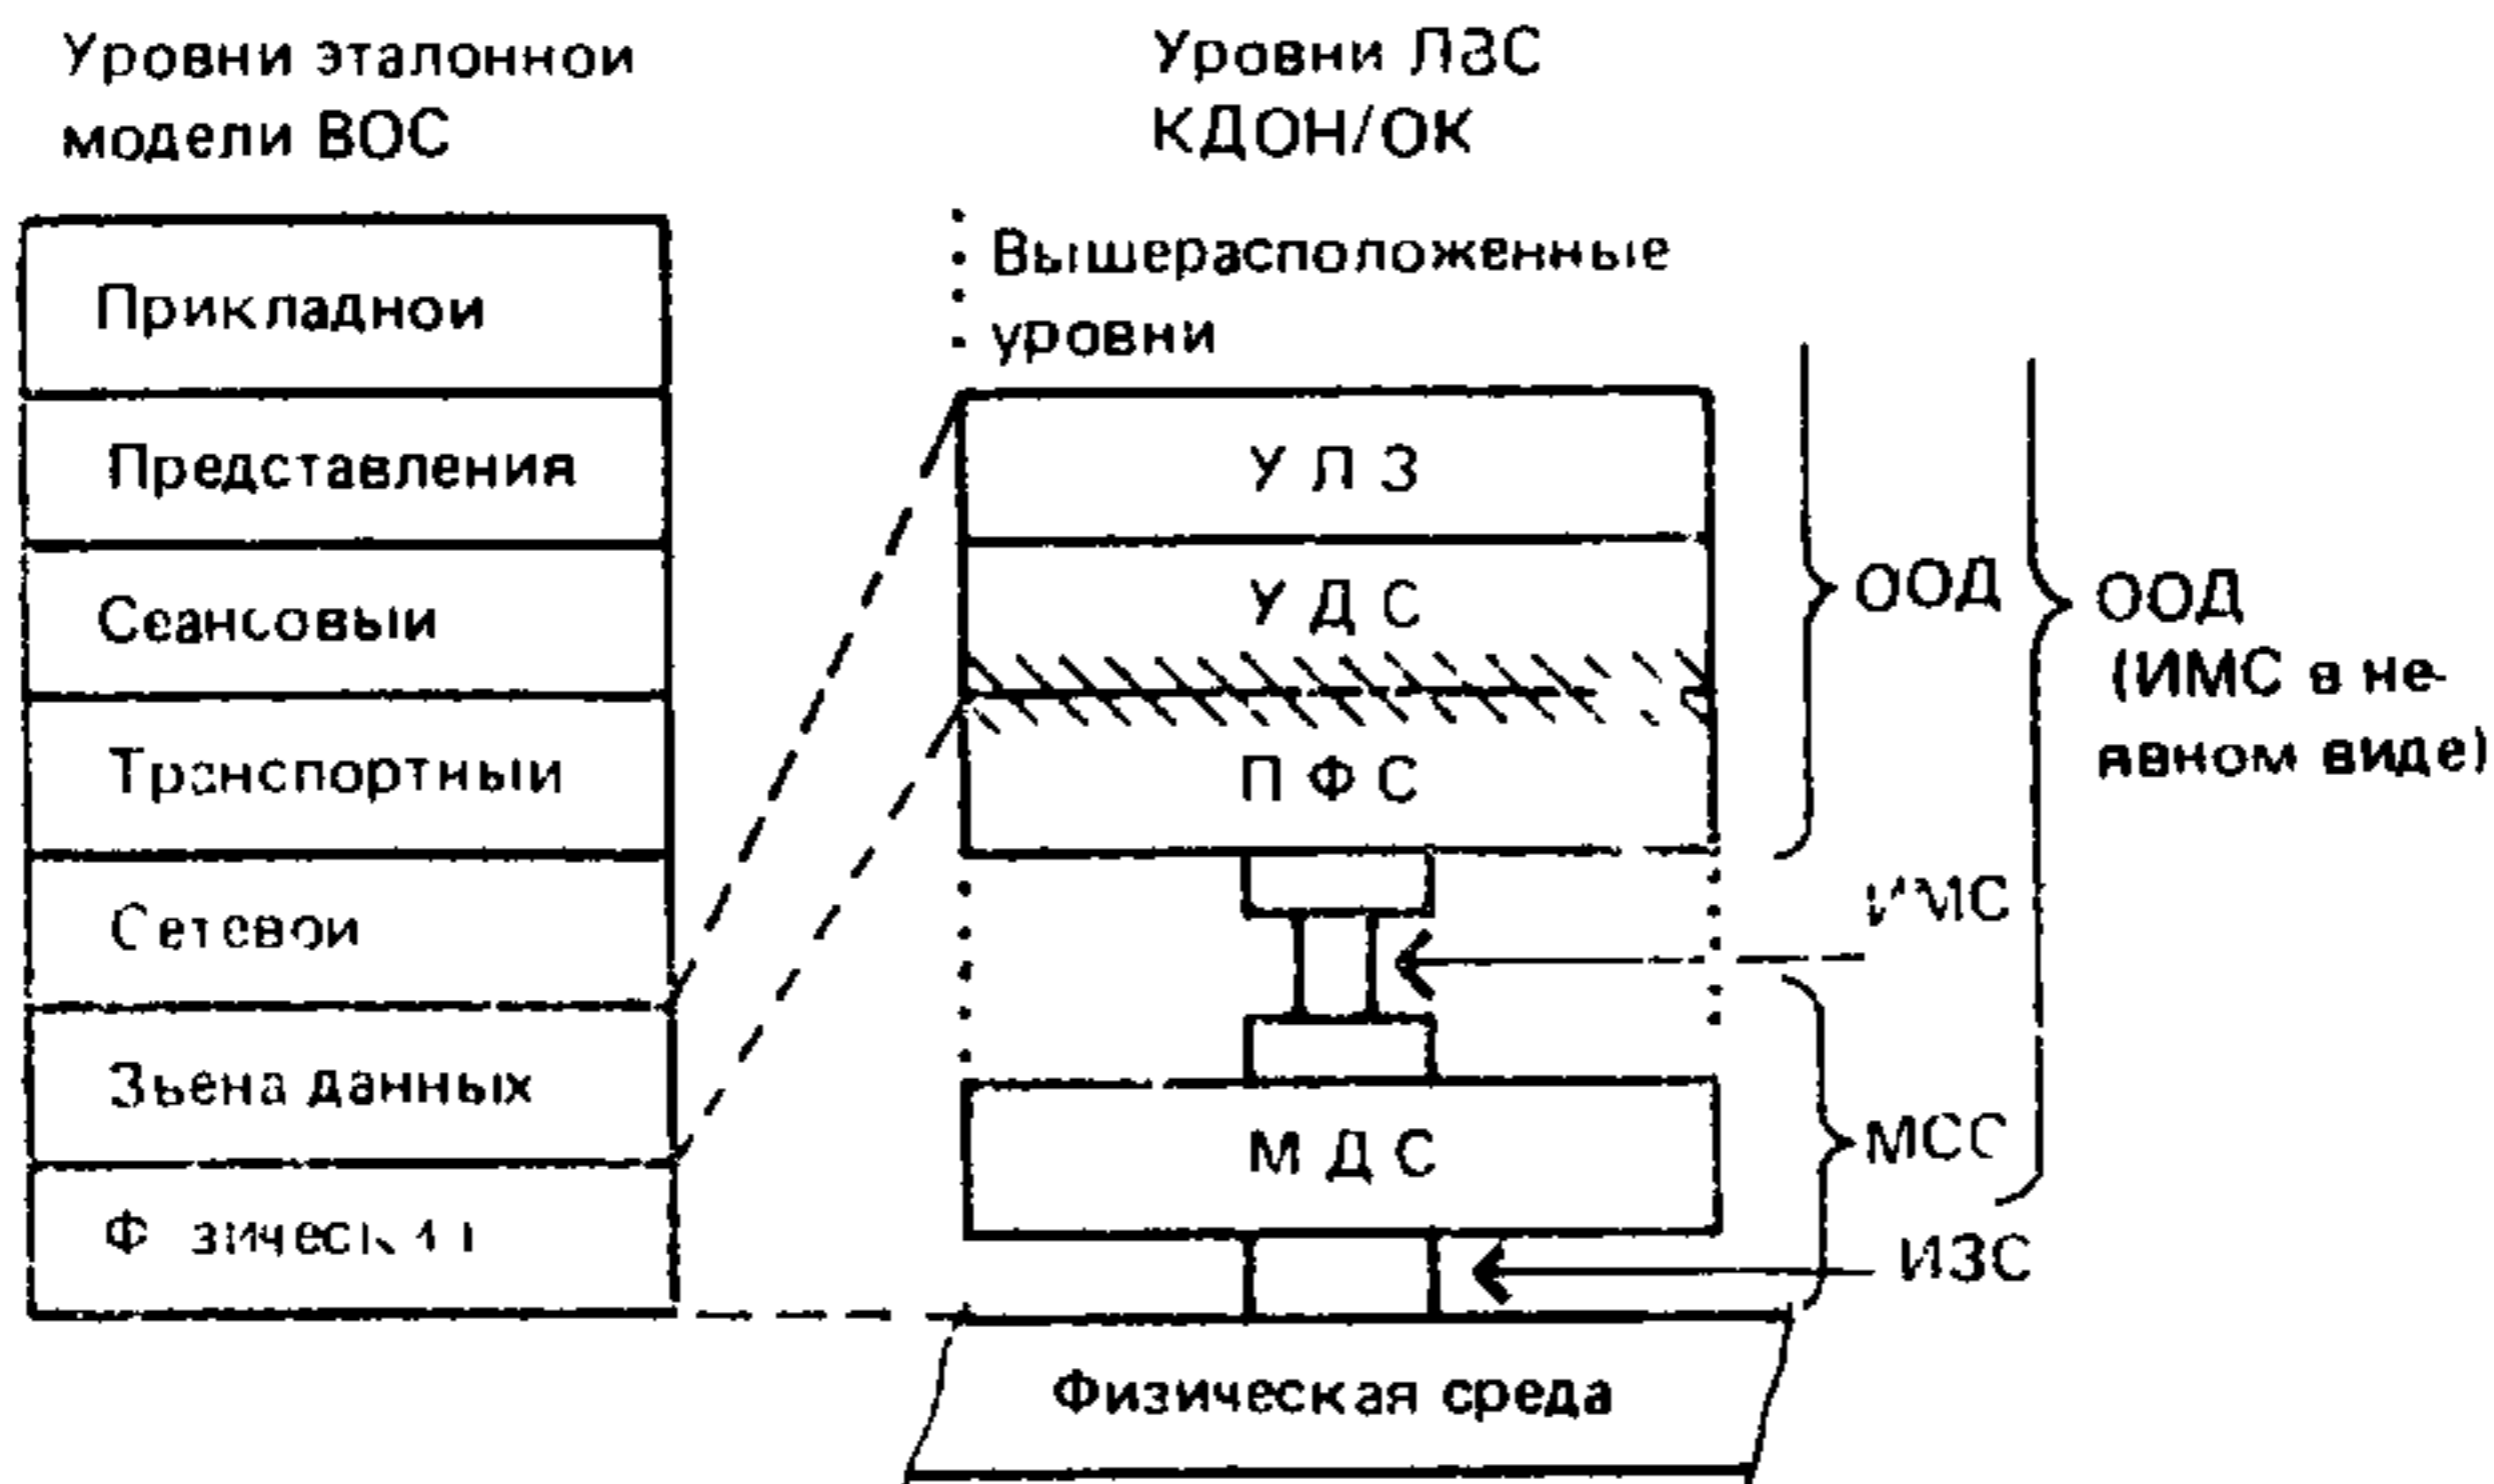 Уровни эталонной
модели ВОС
Уровни ЛВС
КДОН/ОК
Вышерасположенные
уровни
Прикладной
Представления
Сеансовый
Транспортный
Сетевой
Звена данных
Физический
УЛЗ
УДС
ПФС
МДС
Физическая среда
ООД
ООД
(ИМС в не-
явном виде)
ИМС
МСС
ИЗС